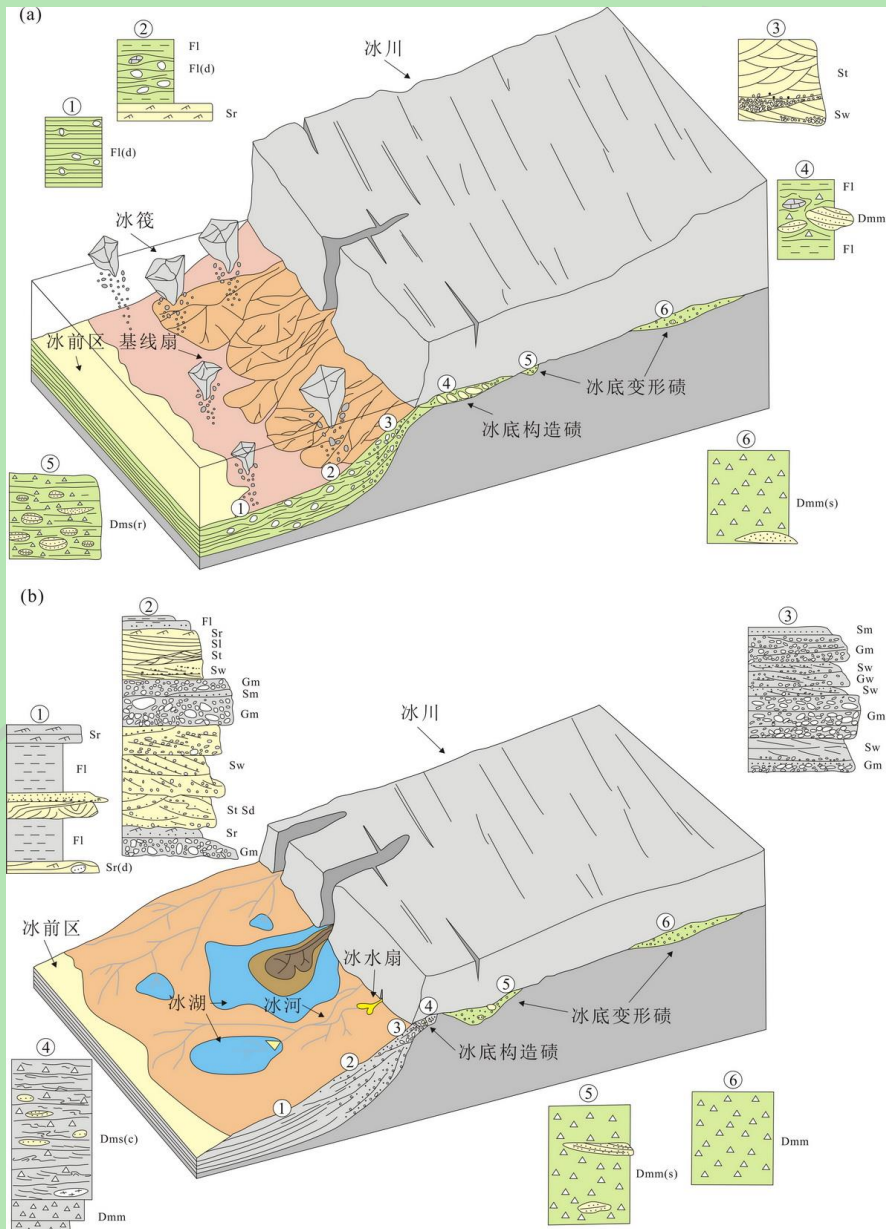 (a)
②
Fl
Fl(d)
Sr
①
Fl(d)
冰川
③
St
Sw
④
Fl
Dmm
Fl
冰筏
冰前区 基线扇
⑥
⑤
④
冰底变形碛
冰底构造碛
③
②
①
⑤
Dms(r)
⑥
Dmm(s)
(b)
②
Fl
Sr
Sl
St
Sw
Gm
Sm
Gm
Sw
St Sd
Sr
Gm
①
Sr
Fl
Fl
Sr(d)
冰川
③
Sm
Gm
Sw
Gw
Sw
Gm
Sw
Gm
冰前区
冰水扇
冰湖
冰河
⑥
⑤
④
③
冰底变形碛
冰底构造碛
②
①
④
Dms(c)
Dmm
⑤
Dmm(s)
⑥
Dmm